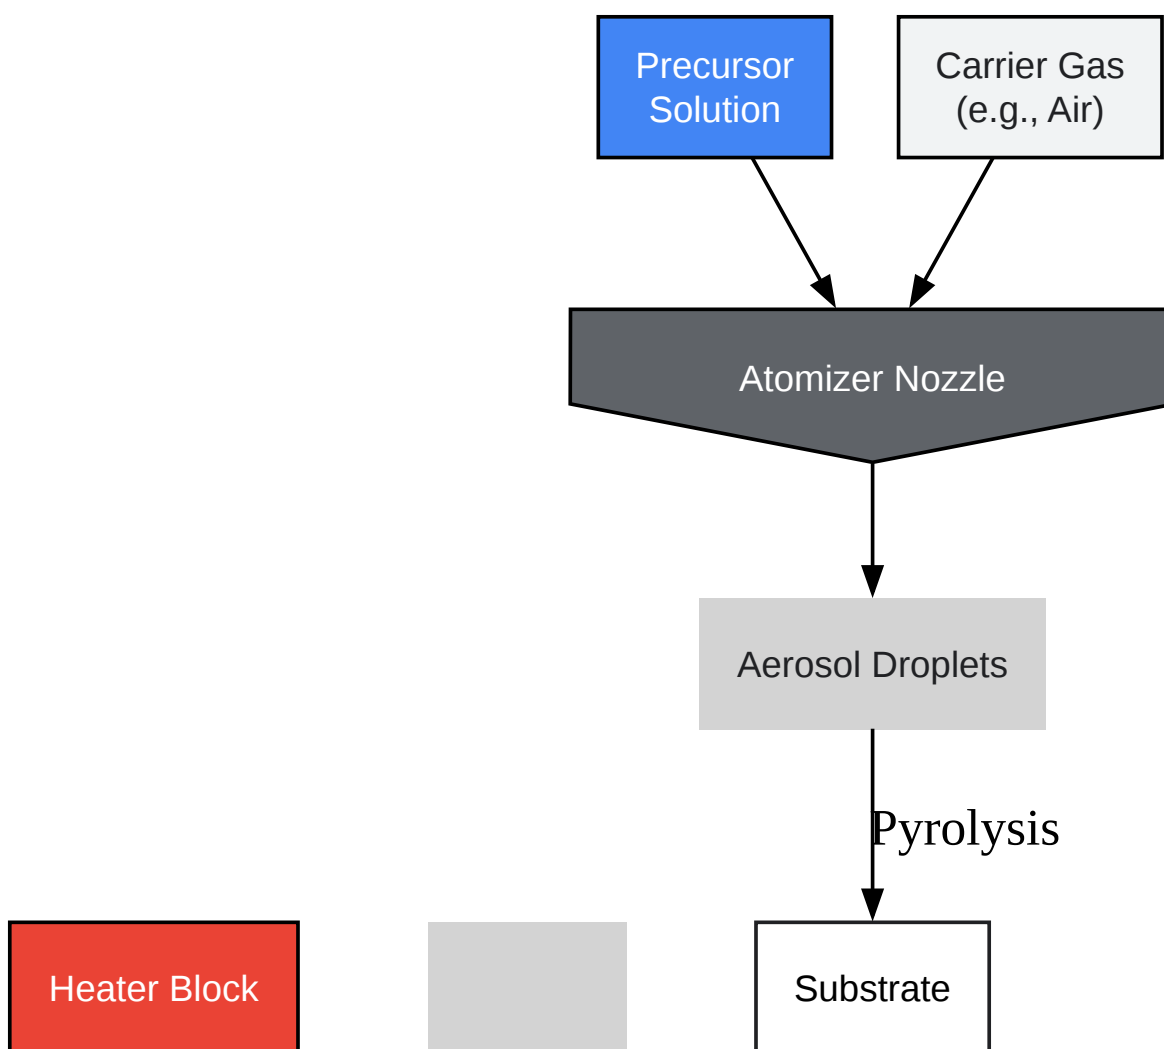 Precursor
Solution
Carrier Gas
(e.g., Air)
Atomizer Nozzle
Aerosol Droplets
Pyrolysis
Heater Block
Substrate